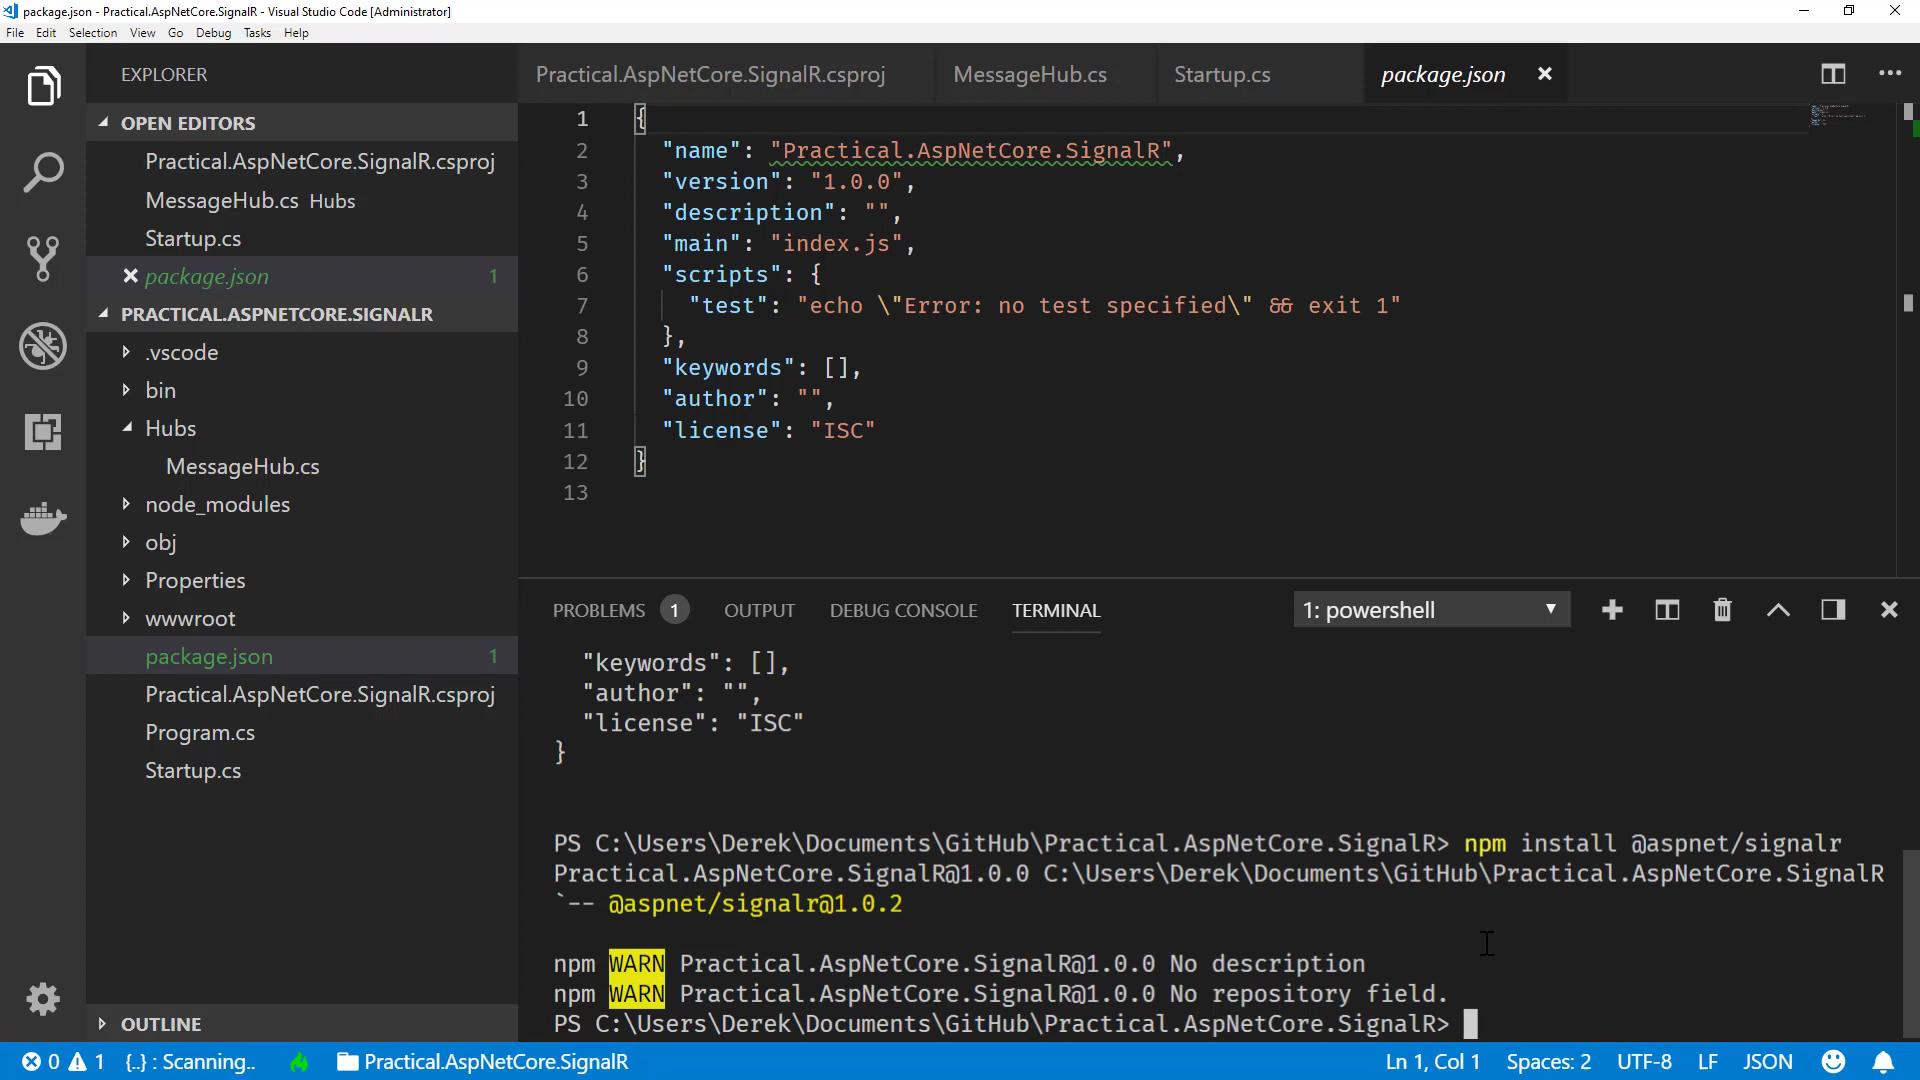 package.json - Practical.AspNetCore.SignalR - Visual Studio Code [Administrator]
File Edit Selection View Go Debug Tasks Help
EXPLORER
OPEN EDITORS
Practical.AspNetCore.SignalR.csproj
MessageHub.cs Hubs
Startup.cs
package.json 1
PRACTICAL.ASPNETCORE.SIGNALR
.vscode
bin
Hubs
MessageHub.cs
node_modules
obj
Properties
wwwroot
package.json 1
Practical.AspNetCore.SignalR.csproj
Program.cs
Startup.cs
OUTLINE
Practical.AspNetCore.SignalR.csproj MessageHub.cs Startup.cs package.json
1 {
2 "name": "Practical.AspNetCore.SignalR",
3 "version": "1.0.0",
4 "description": "",
5 "main": "index.js",
6 "scripts": {
7 "test": "echo \"Error: no test specified\" && exit 1"
8 },
9 "keywords": [],
10 "author": "",
11 "license": "ISC"
12 }
13
PROBLEMS 1 OUTPUT DEBUG CONSOLE TERMINAL 1: powershell
"keywords": [],
"author": "",
"license": "ISC"
}
PS C:\Users\Derek\Documents\GitHub\Practical.AspNetCore.SignalR> npm install @aspnet/signalr
Practical.AspNetCore.SignalR@1.0.0 C:\Users\Derek\Documents\GitHub\Practical.AspNetCore.SignalR
`-- @aspnet/signalr@1.0.2
npm WARN Practical.AspNetCore.SignalR@1.0.0 No description
npm WARN Practical.AspNetCore.SignalR@1.0.0 No repository field.
PS C:\Users\Derek\Documents\GitHub\Practical.AspNetCore.SignalR>
0 1 {..} : Scanning.. Practical.AspNetCore.SignalR Ln 1, Col 1 Spaces: 2 UTF-8 LF JSON